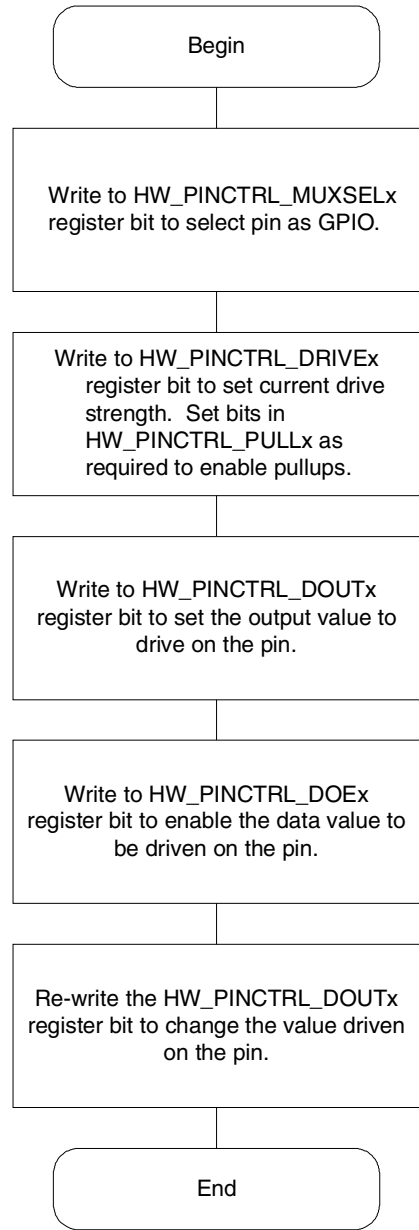 Begin
Write to HW_PINCTRL_MUXSELx
register bit to select pin as GPIO.
Write to HW_PINCTRL_DRIVEx
register bit to set current drive
strength. Set bits in
HW_PINCTRL_PULLx as
required to enable pullups.
Write to HW_PINCTRL_DOUTx
register bit to set the output value to
drive on the pin.
Write to HW_PINCTRL_DOEx
register bit to enable the data value to
be driven on the pin.
Re-write the HW_PINCTRL_DOUTx
register bit to change the value driven
on the pin.
End